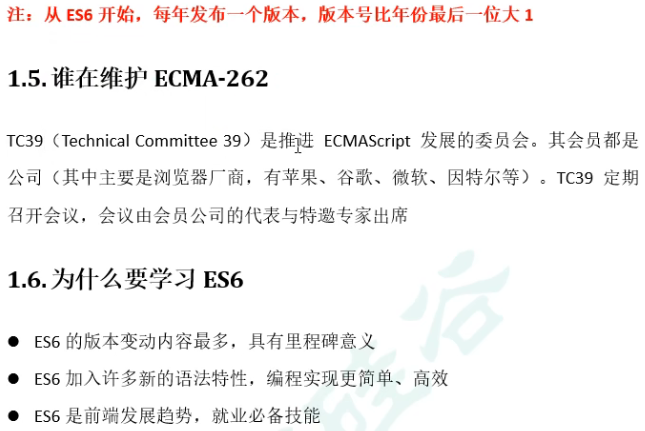 注：从 ES6 开始，每年发布一个版本，版本号比年份最后一位大 1
1.5. 谁在维护 ECMA-262
TC39（Technical Committee 39）是推进 ECMAScript 发展的委员会。其会员都是
公司（其中主要是浏览器厂商，有苹果、谷歌、微软、因特尔等）。TC39 定期
召开会议，会议由会员公司的代表与特邀专家出席
1.6. 为什么要学习 ES6
● ES6 的版本变动内容最多，具有里程碑意义
● ES6 加入许多新的语法特性，编程实现更简单、高效
● ES6 是前端发展趋势，就业必备技能
硅谷